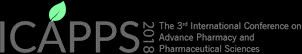 ICAPPS 2018
The 3rd International Conference on
Advance Pharmacy and
Pharmaceutical Sciences